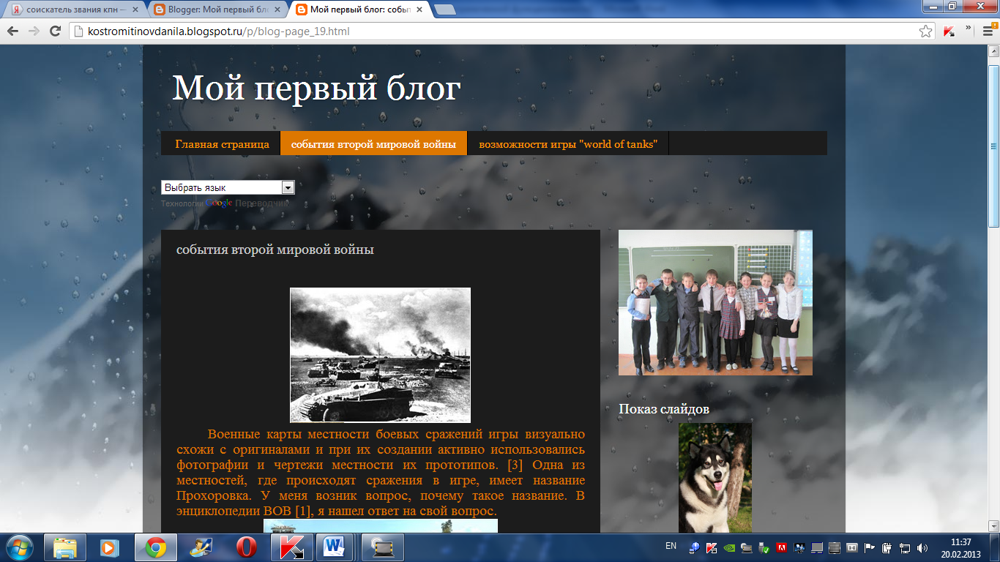 соискатель звания кпн —
Blogger: Мой первый бло
Мой первый блог: событ
kostromitinovdanila.blogspot.ru/p/blog-page_19.html
Мой первый блог
Главная страница
события второй мировой войны
возможности игры "world of tanks"
Выбрать язык
Технологии Google Переводчик
события второй мировой войны
Военные карты местности боевых сражений игры визуально
схожи с оригиналами и при их создании активно использовались
фотографии и чертежи местности их прототипов. [3] Одна из
местностей, где происходят сражения в игре, имеет название
Прохоровка. У меня возник вопрос, почему такое название. В
энциклопедии ВОВ [1], я нашел ответ на свой вопрос.
Показ слайдов
EN
11:37
20.02.2013